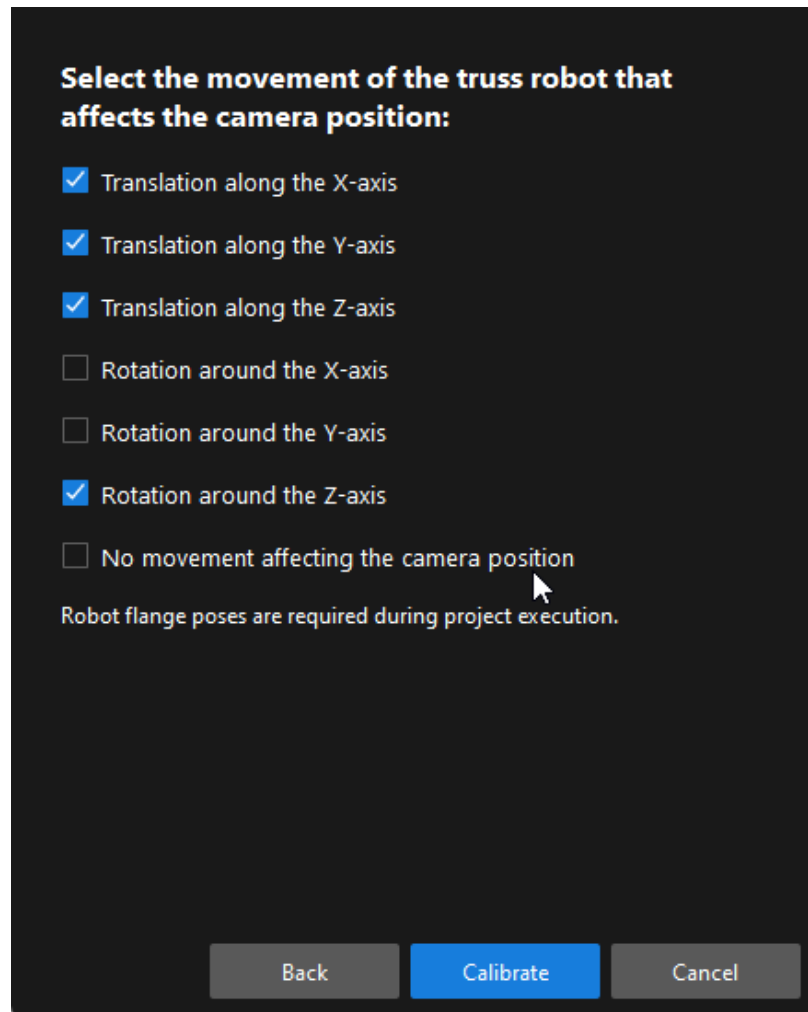 Select the movement of the truss robot that
affects the camera position:
Translation along the X-axis
Translation along the Y-axis
Translation along the Z-axis
Rotation around the X-axis
Rotation around the Y-axis
Rotation around the Z-axis
No movement affecting the camera position
Robot flange poses are required during project execution.
Back
Calibrate
Cancel